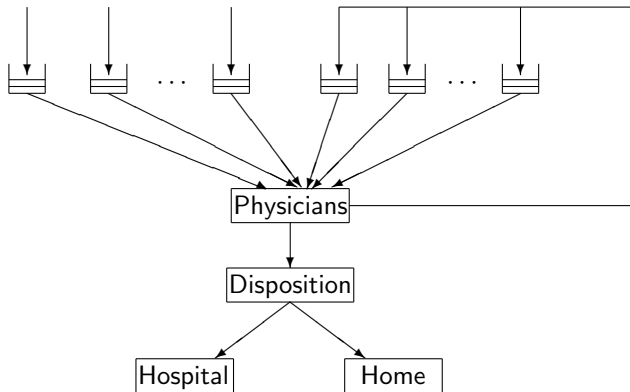 . . .
. . .
Physicians
Disposition
Hospital
Home